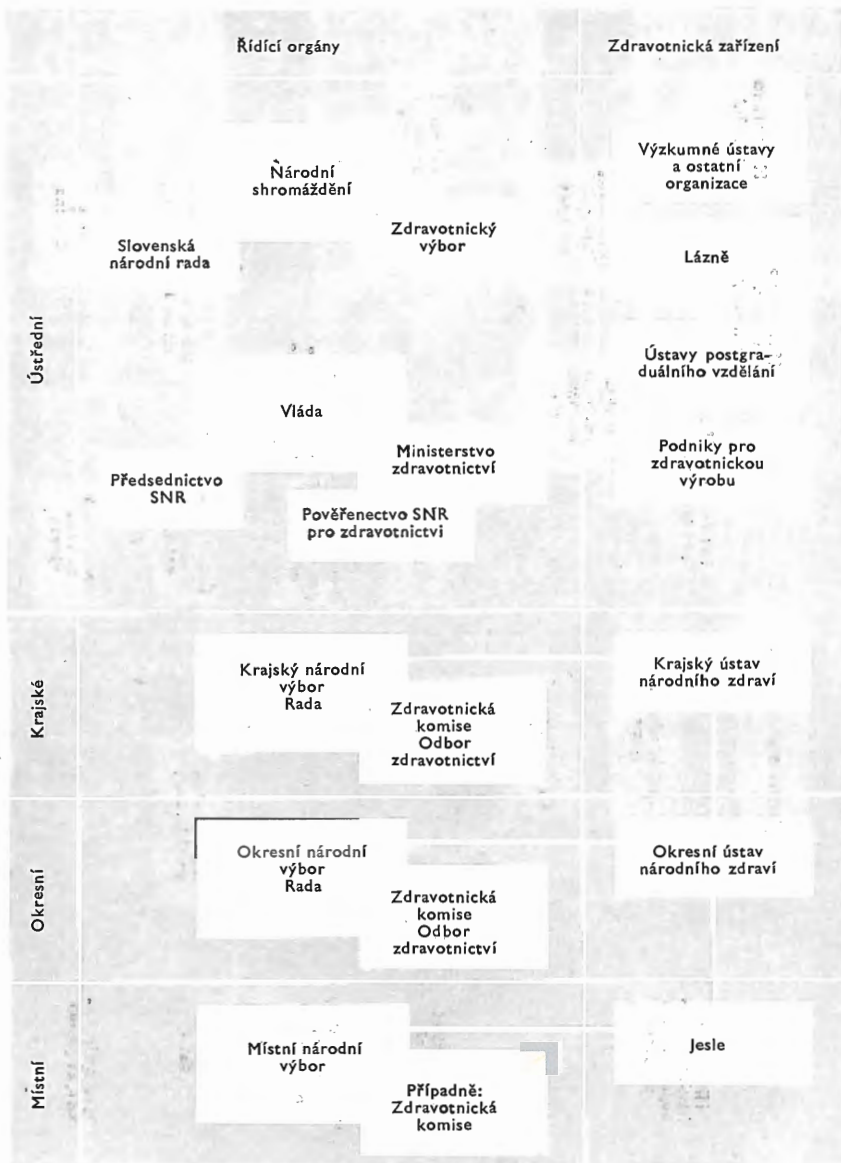 Řídící orgány
Zdravotnická zařízení
Ústřední
Národní
shromáždění
Zdravotnický
výbor
Slovenská
národní rada
Vláda
Ministerstvo
zdravotnictví
Předsednictvo
SNR
Pověřenectvo SNR
pro zdravotnictvi
Výzkumné ústavy
a ostatní
organizace
Lázně
Ústavy postgra-
duálního vzdělání
Podniky pro
zdravotnickou
výrobu
Krajské
Krajský národní
výbor
Rada
Zdravotnická
komise
Odbor
zdravotnictví
Krajský ústav
národního zdraví
Okresní
Okresní národní
výbor
Rada
Zdravotnická
komise
Odbor
zdravotnictví
Okresní ústav
národního zdraví
Místní
Místní národní
výbor
Případně:
Zdravotnická
komise
Jesle